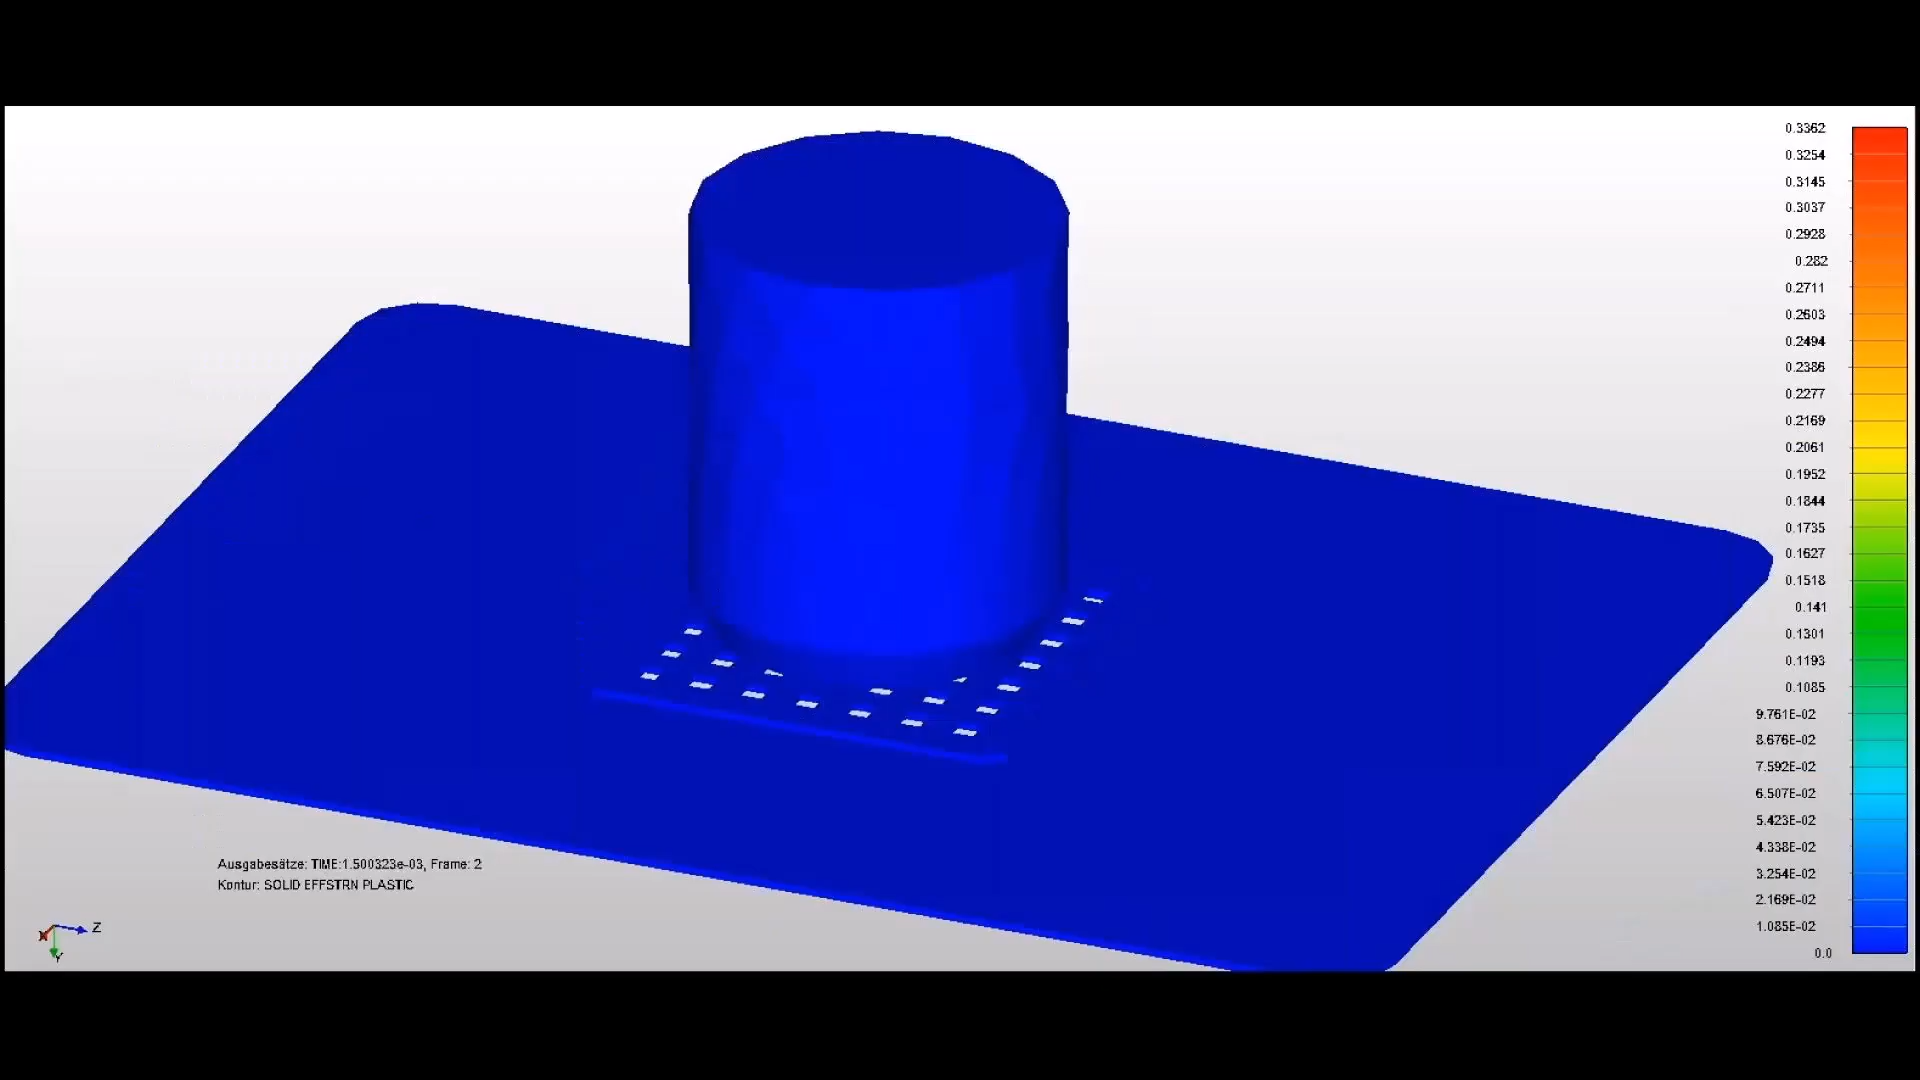 0.3362
0.3254
0.3145
0.3037
0.2928
0.282
0.2711
0.2603
0.2494
0.2386
0.2277
0.2169
0.2061
0.1952
0.1844
0.1735
0.1627
0.1518
0.141
0.1301
0.1193
0.1085
9.761E-02
8.676E-02
7.592E-02
6.507E-02
5.423E-02
4.338E-02
3.254E-02
2.169E-02
1.085E-02
0.0
Ausgabesätze: TIME:1.500323e-03, Frame: 2
Kontur: SOLID EFFSTRN PLASTIC
X
Z
Y